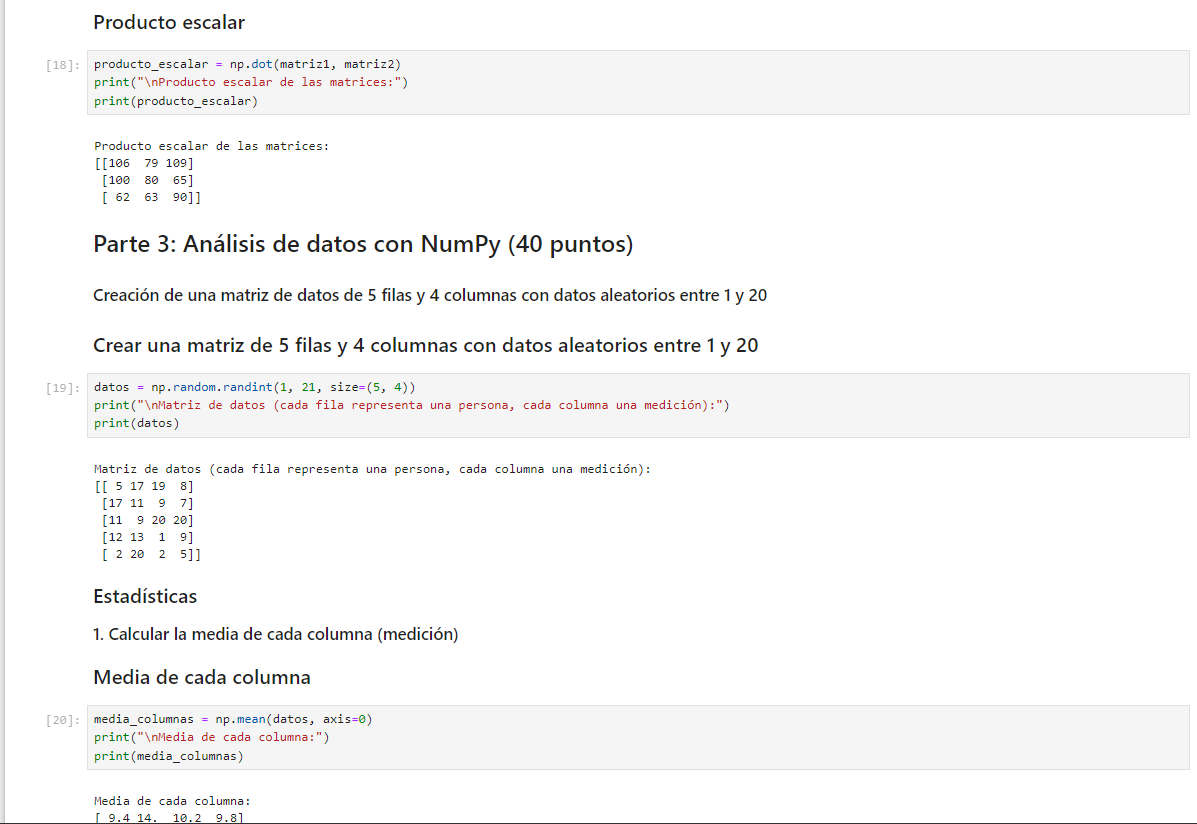 Producto escalar
[18]:
producto_escalar = np.dot(matriz1, matriz2)
print("\nProducto escalar de las matrices:")
print(producto_escalar)
Producto escalar de las matrices:
[[106  79 109]
 [100  80  65]
 [ 62  63  90]]
Parte 3: Análisis de datos con NumPy (40 puntos)
Creación de una matriz de datos de 5 filas y 4 columnas con datos aleatorios entre 1 y 20
Crear una matriz de 5 filas y 4 columnas con datos aleatorios entre 1 y 20
[19]:
datos = np.random.randint(1, 21, size=(5, 4))
print("\nMatriz de datos (cada fila representa una persona, cada columna una medición):")
print(datos)
Matriz de datos (cada fila representa una persona, cada columna una medición):
[[ 5 17 19  8]
 [17 11  9  7]
 [11  9 20 20]
 [12 13  1  9]
 [ 2 20  2  5]]
Estadísticas
1. Calcular la media de cada columna (medición)
Media de cada columna
[20]:
media_columnas = np.mean(datos, axis=0)
print("\nMedia de cada columna:")
print(media_columnas)
Media de cada columna:
[ 9.4 14.  10.2  9.8]